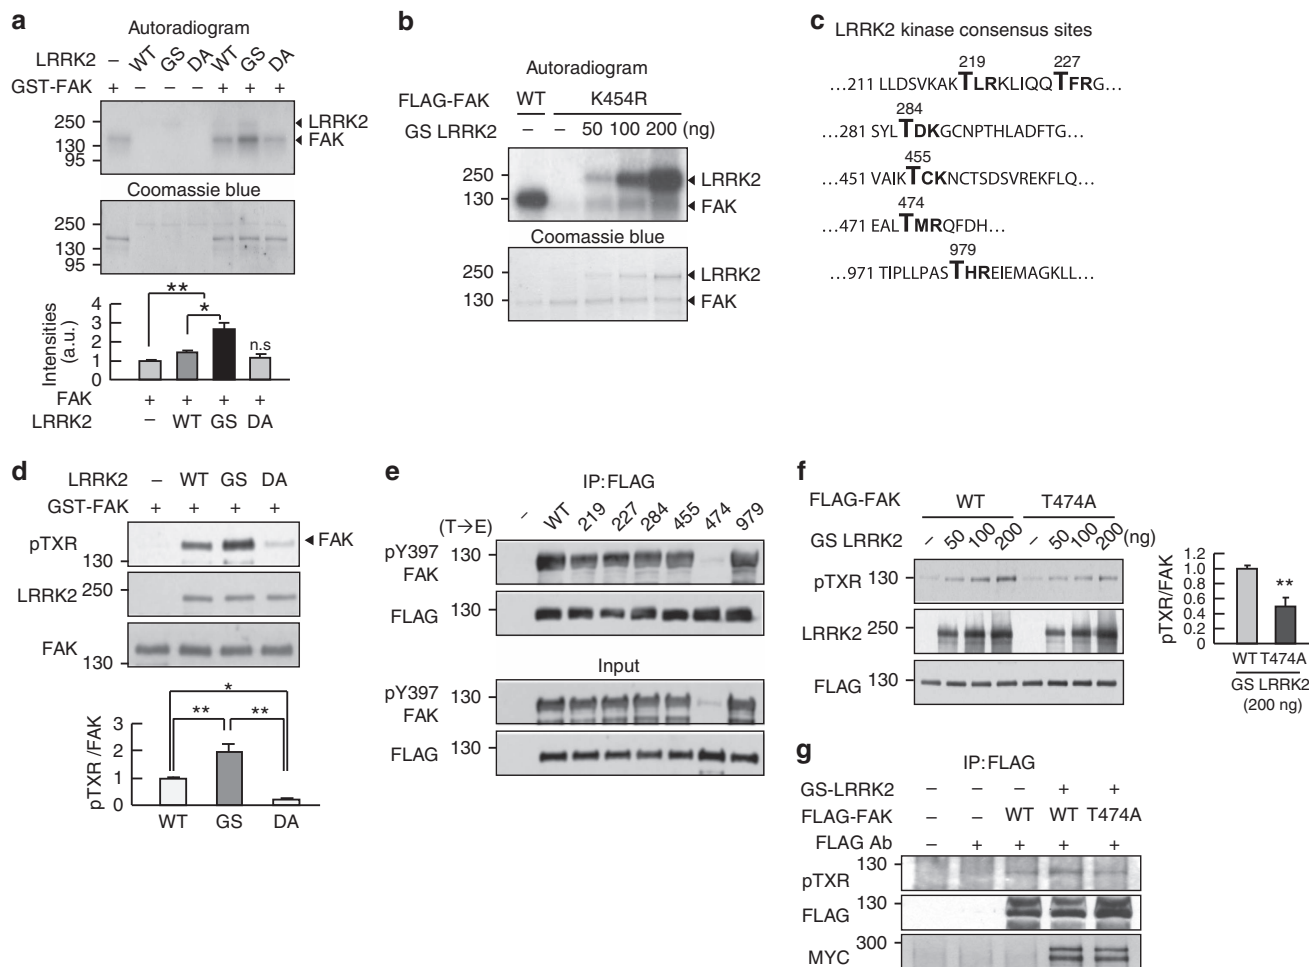 a
Autoradiogram
LRRK2 – WT GS DA WT GS DA
GST-FAK + – – – + + +
250
130
95
LRRK2
FAK
Coomassie blue
250
130
95
** 
*
n.s
Intensities (a.u.)
4
3
2
1
0
FAK + + + +
LRRK2 – WT GS DA
b
Autoradiogram
FLAG-FAK WT K454R
GS LRRK2 – – 50 100 200 (ng)
250
130
LRRK2
FAK
Coomassie blue
250
130
LRRK2
FAK
c LRRK2 kinase consensus sites
219 227
...211 LLDSVKAKTLRKLIQQTFRG...
284
...281 SYLTDKGCNPTHLADFTG...
455
...451 VAIKTCKNCTSDSVREKFLQ...
474
...471 EALTMRQFDH...
979
...971 TIPLLPASTHREIEMAGKLL...
d
LRRK2 – WT GS DA
GST-FAK + + + +
pTXR
130
FAK
LRRK2 250
FAK
130
*
** **
pTXR /FAK
3
2
1
0
WT GS DA
e
IP:FLAG
(T→E) – WT 219 227 284 455 474 979
pY397 FAK 130
FLAG 130
Input
pY397 FAK 130
FLAG 130
f
FLAG-FAK WT T474A
GS LRRK2 – 50 100 200 – 50 100 200 (ng)
pTXR 130
LRRK2 250
FLAG 130
pTXR/FAK
1.2
1.0
0.8
0.6
0.4
0.2
0
**
WT T474A
GS LRRK2
(200 ng)
g
IP:FLAG
GS-LRRK2 – – – + +
FLAG-FAK – – WT WT T474A
FLAG Ab – + + + +
130
pTXR
130
FLAG
300
MYC